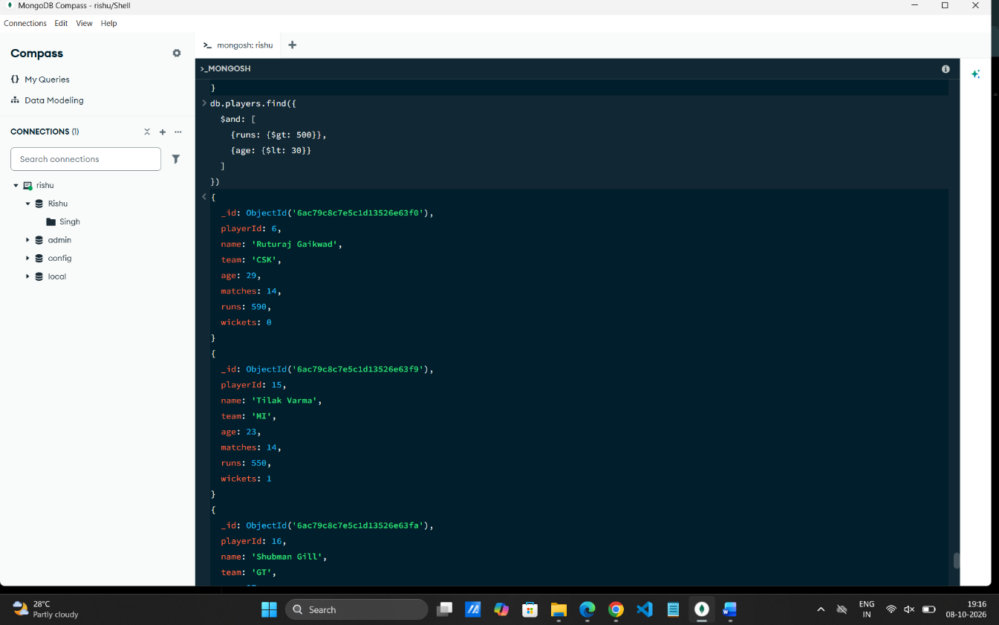 MongoDB Compass - rishu/Shell
Connections Edit View Help
Compass
My Queries
Data Modeling
CONNECTIONS (1)
Search connections
rishu
Rishu
Singh
admin
config
local
>_ mongosh: rishu
>_MONGOSH
}
> db.players.find({
$and: [
{runs: {$gt: 500}},
{age: {$lt: 30}}
]
})
< {
_id: ObjectId('6ac79c8c7e5c1d13526e63f0'),
playerId: 6,
name: 'Ruturaj Gaikwad',
team: 'CSK',
age: 29,
matches: 14,
runs: 590,
wickets: 0
}
{
_id: ObjectId('6ac79c8c7e5c1d13526e63f9'),
playerId: 15,
name: 'Tilak Varma',
team: 'MI',
age: 23,
matches: 14,
runs: 550,
wickets: 1
}
{
_id: ObjectId('6ac79c8c7e5c1d13526e63fa'),
playerId: 16,
name: 'Shubman Gill',
team: 'GT',
28°C
Partly cloudy
Search
ENG
IN
19:16
08-10-2026